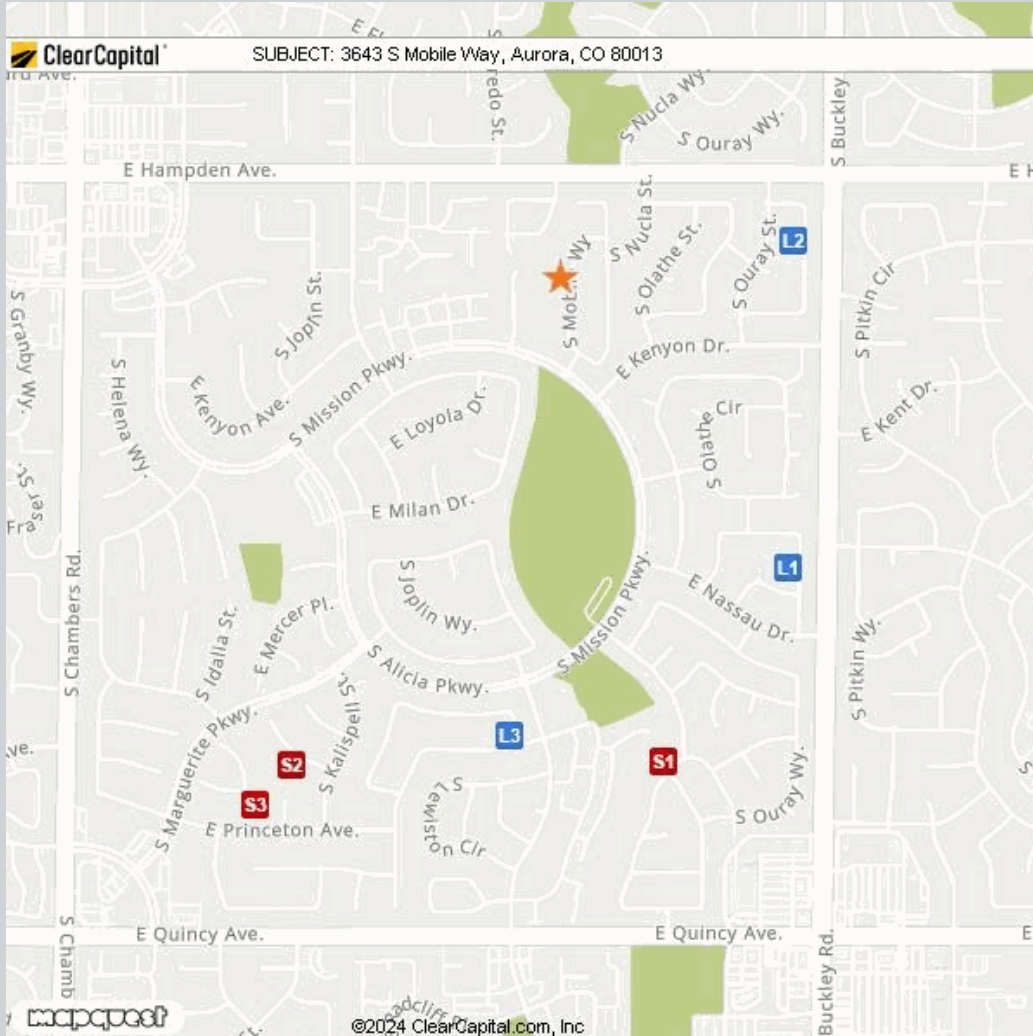 E
ClearCapital
SUBJECT: 3643 S Mobile Way, Aurora, CO 80013
Ave.
S Nucla Wy.
S Ouray Wy.
S Buckley
E Hampden Ave.
E H
S Nucla St.
Wy
S Olathe St.
S Ouray St.
L2
S Granby Wy.
S Joplin St.
S Mob
S Pitkin Cir
S Helena Wy.
E Kenyon Ave.
S Mission Pkwy.
E Kenyon Dr.
E Loyola Dr.
S Olathe Cir
E Kent Dr.
E Milan Dr.
S Chambers Rd.
S Joplin Wy.
L1
E Nassau Dr.
S Idalia St.
E Mercer Pl.
S Mission Pkwy.
S Pitkin Wy.
S Alicia Pkwy.
S Marguerite Pkwy.
S Kalispell St.
L3
S2
S1
S3
E Princeton Ave.
S Lewiston Cir
S Ouray Wy.
E Quincy Ave.
E Quincy Ave.
E
S Chamb
Buckley Rd.
mapquest
©2024 ClearCapital.com, Inc